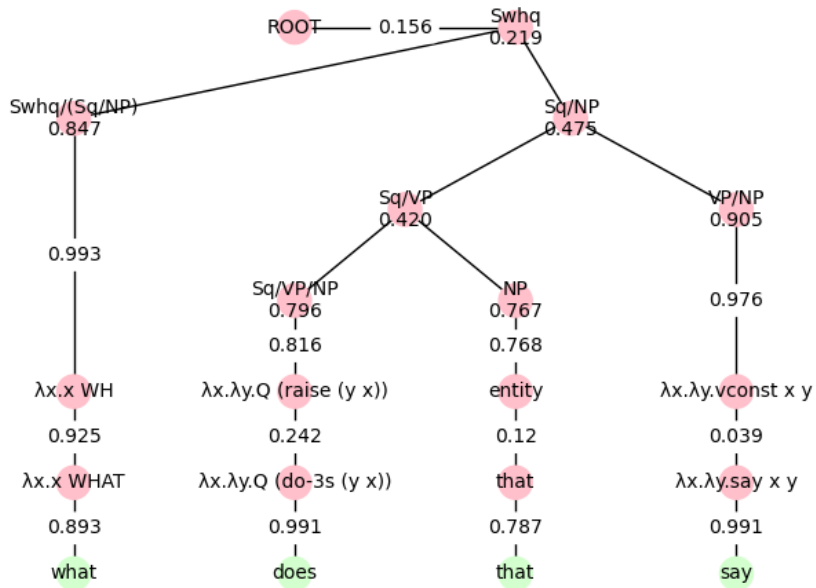 ROOT 0.156 Swhq
0.219
Swhq/(Sq/NP) Sq/NP
0.847 0.475
Sq/VP VP/NP
0.420 0.905
0.993
Sq/VP/NP NP
0.796 0.767
0.976
0.816 0.768
λx.x WH λx.λy.Q (raise (y x)) entity λx.λy.vconst x y
0.925 0.242 0.12 0.039
λx.x WHAT λx.λy.Q (do-3s (y x)) that λx.λy.say x y
0.893 0.991 0.787 0.991
what does that say